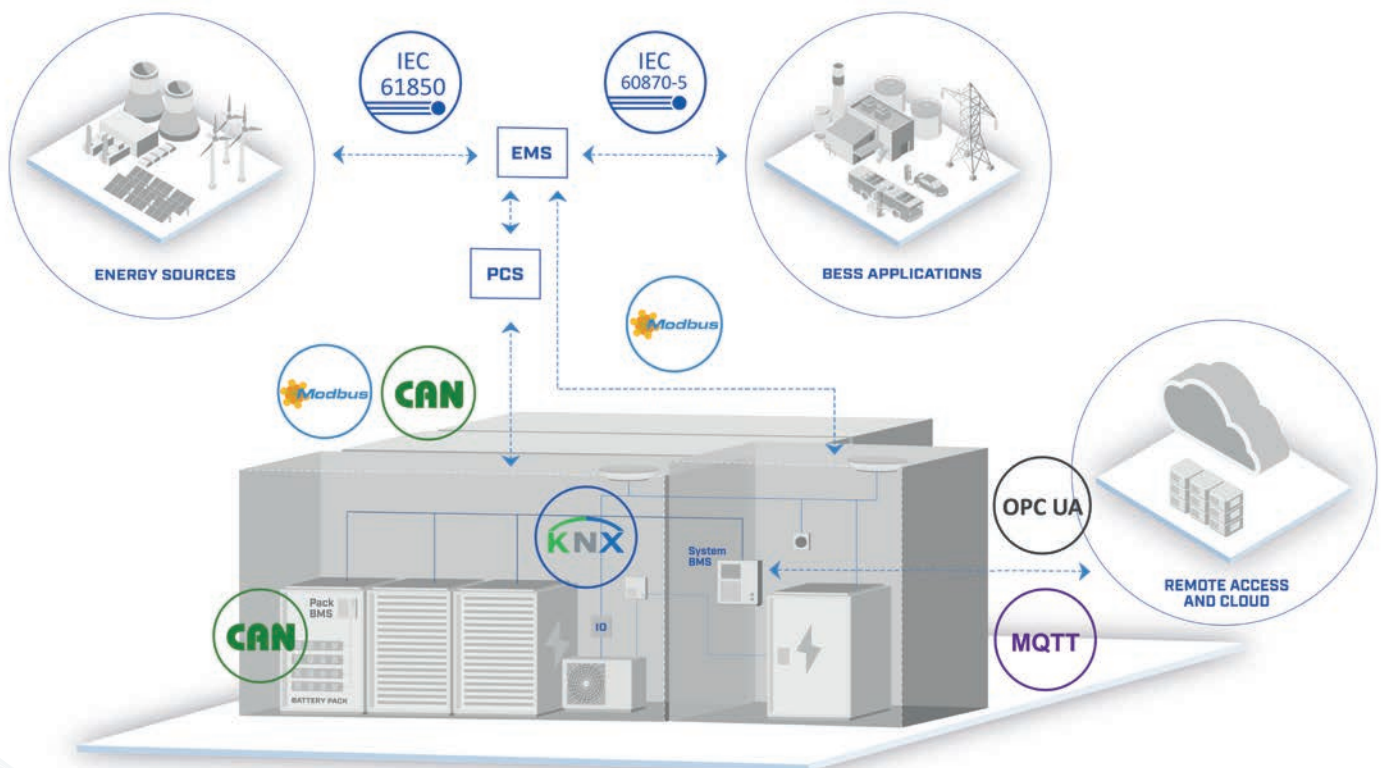 IEC
61850
IEC
60870-5
EMS
ENERGY SOURCES
PCS
BESS APPLICATIONS
Modbus
Modbus
CAN
KNX
OPC UA
System
BMS
REMOTE ACCESS
AND CLOUD
Pack
BMS
CAN
IO
MQTT
BATTERY PACK